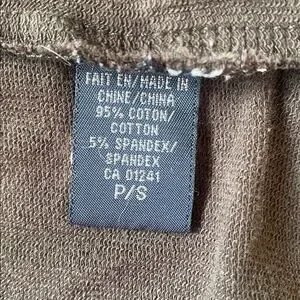 FAIT EN/MADE IN
CHINE/CHINA
95% COTON/
COTTON
5% SPANDEX/
SPANDEX
CA 01241
P/S